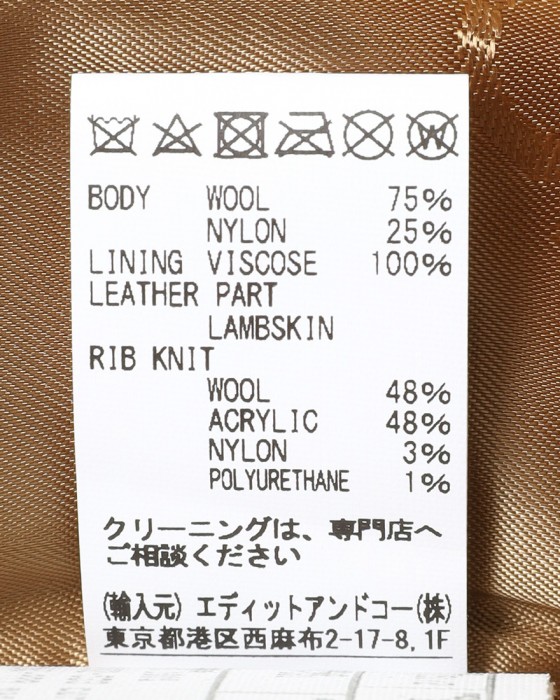 W
BODY WOOL 75%
NYLON 25%
LINING VISCOSE 100%
LEATHER PART
LAMBSKIN
RIB KNIT
WOOL 48%
ACRYLIC 48%
NYLON 3%
POLYURETHANE 1%
クリーニングは、専門店へ
ご相談ください
(輸入元) エディットアンドコー(株)
東京都港区西麻布2-17-8,1F